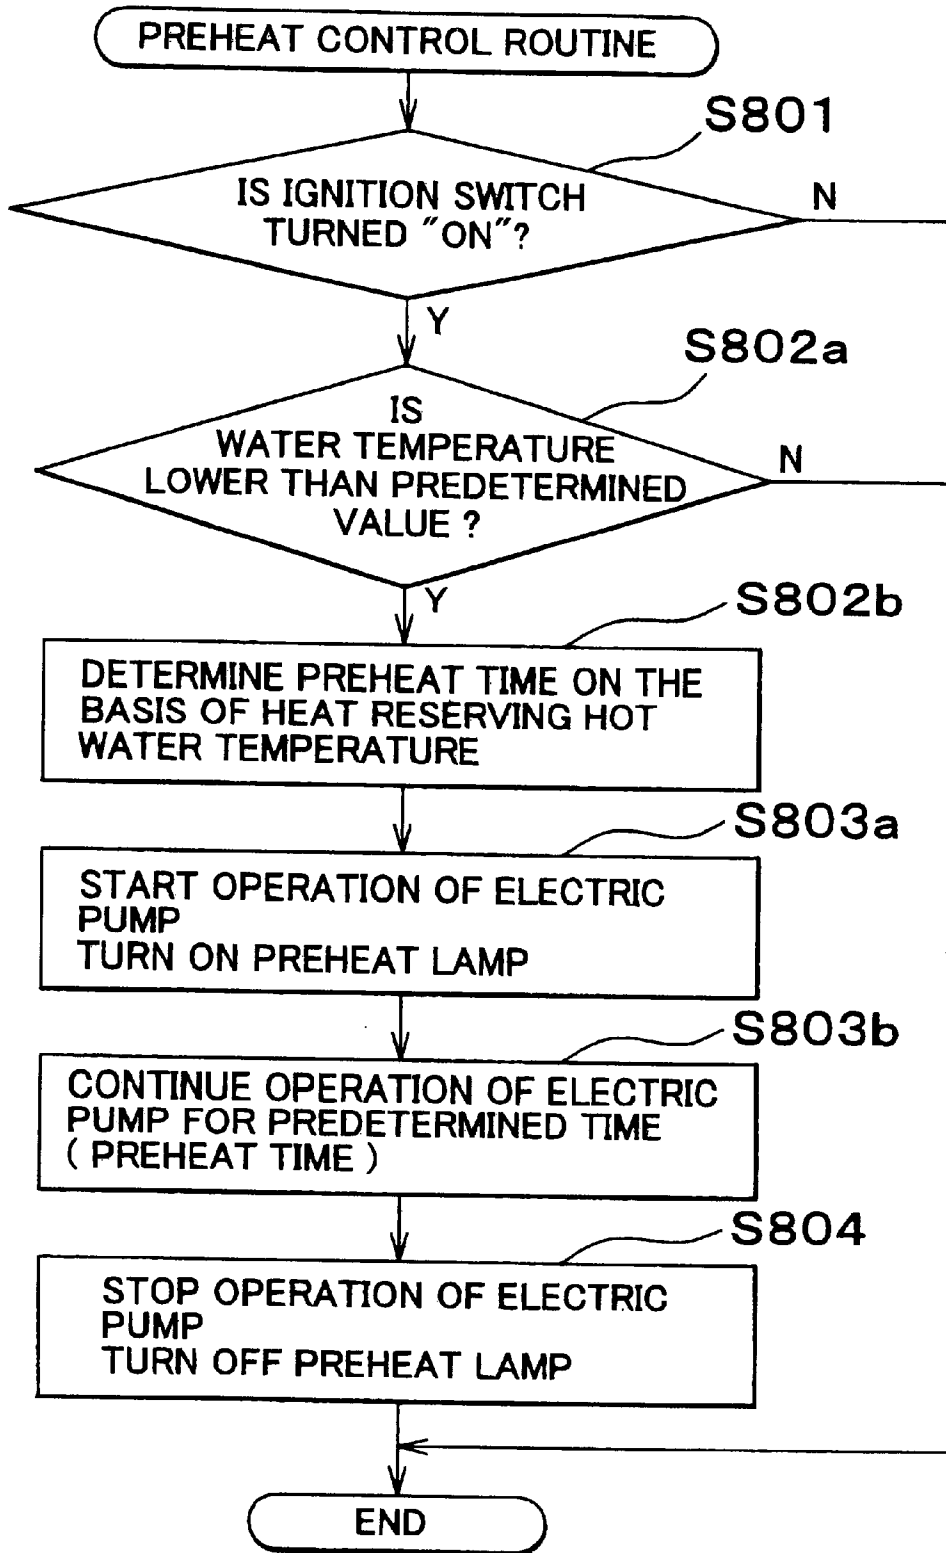 PREHEAT CONTROL ROUTINE
S801
IS IGNITION SWITCH
TURNED "ON"?
N
Y
S802a
IS
WATER TEMPERATURE
LOWER THAN PREDETERMINED
VALUE ?
N
Y
S802b
DETERMINE PREHEAT TIME ON THE
BASIS OF HEAT RESERVING HOT
WATER TEMPERATURE
S803a
START OPERATION OF ELECTRIC
PUMP
TURN ON PREHEAT LAMP
S803b
CONTINUE OPERATION OF ELECTRIC
PUMP FOR PREDETERMINED TIME
( PREHEAT TIME )
S804
STOP OPERATION OF ELECTRIC
PUMP
TURN OFF PREHEAT LAMP
END